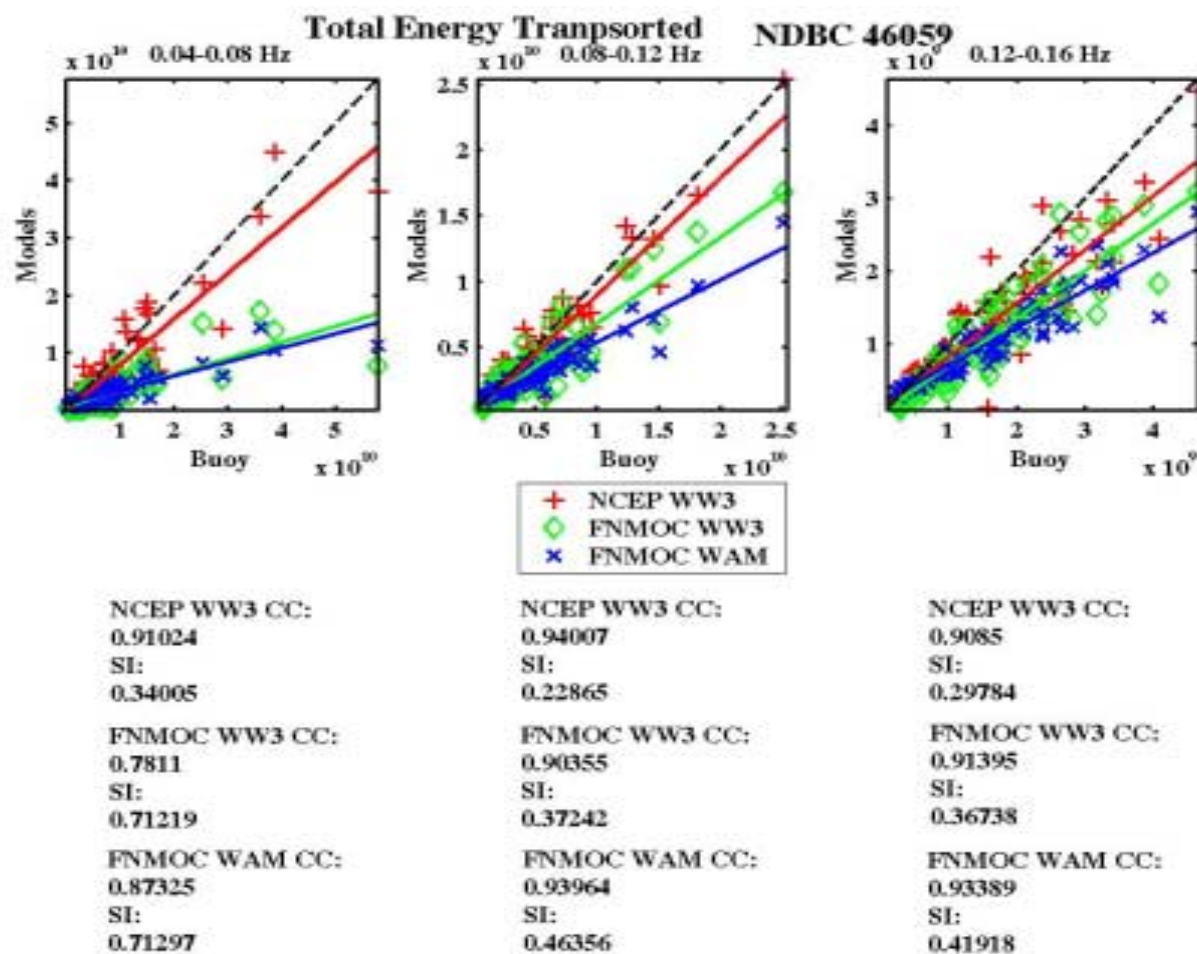 Total Energy Tranpsorted NDBC 46059
x 10^10 0.04-0.08 Hz
x 10^10 0.08-0.12 Hz
x 10^9 0.12-0.16 Hz
Models
5
4
3
2
1
1 2 3 4 5
Buoy
x 10^10
Models
2.5
2
1.5
1
0.5
0.5 1 1.5 2 2.5
Buoy
x 10^10
Models
4
3
2
1
1 2 3 4
Buoy
x 10^9
NCEP WW3
FNMOC WW3
FNMOC WAM
NCEP WW3 CC:
0.91024
SI:
0.34005
FNMOC WW3 CC:
0.7811
SI:
0.71219
FNMOC WAM CC:
0.87325
SI:
0.71297
NCEP WW3 CC:
0.94007
SI:
0.22865
FNMOC WW3 CC:
0.90355
SI:
0.37242
FNMOC WAM CC:
0.93964
SI:
0.46356
NCEP WW3 CC:
0.9085
SI:
0.29784
FNMOC WW3 CC:
0.91395
SI:
0.36738
FNMOC WAM CC:
0.93389
SI:
0.41918